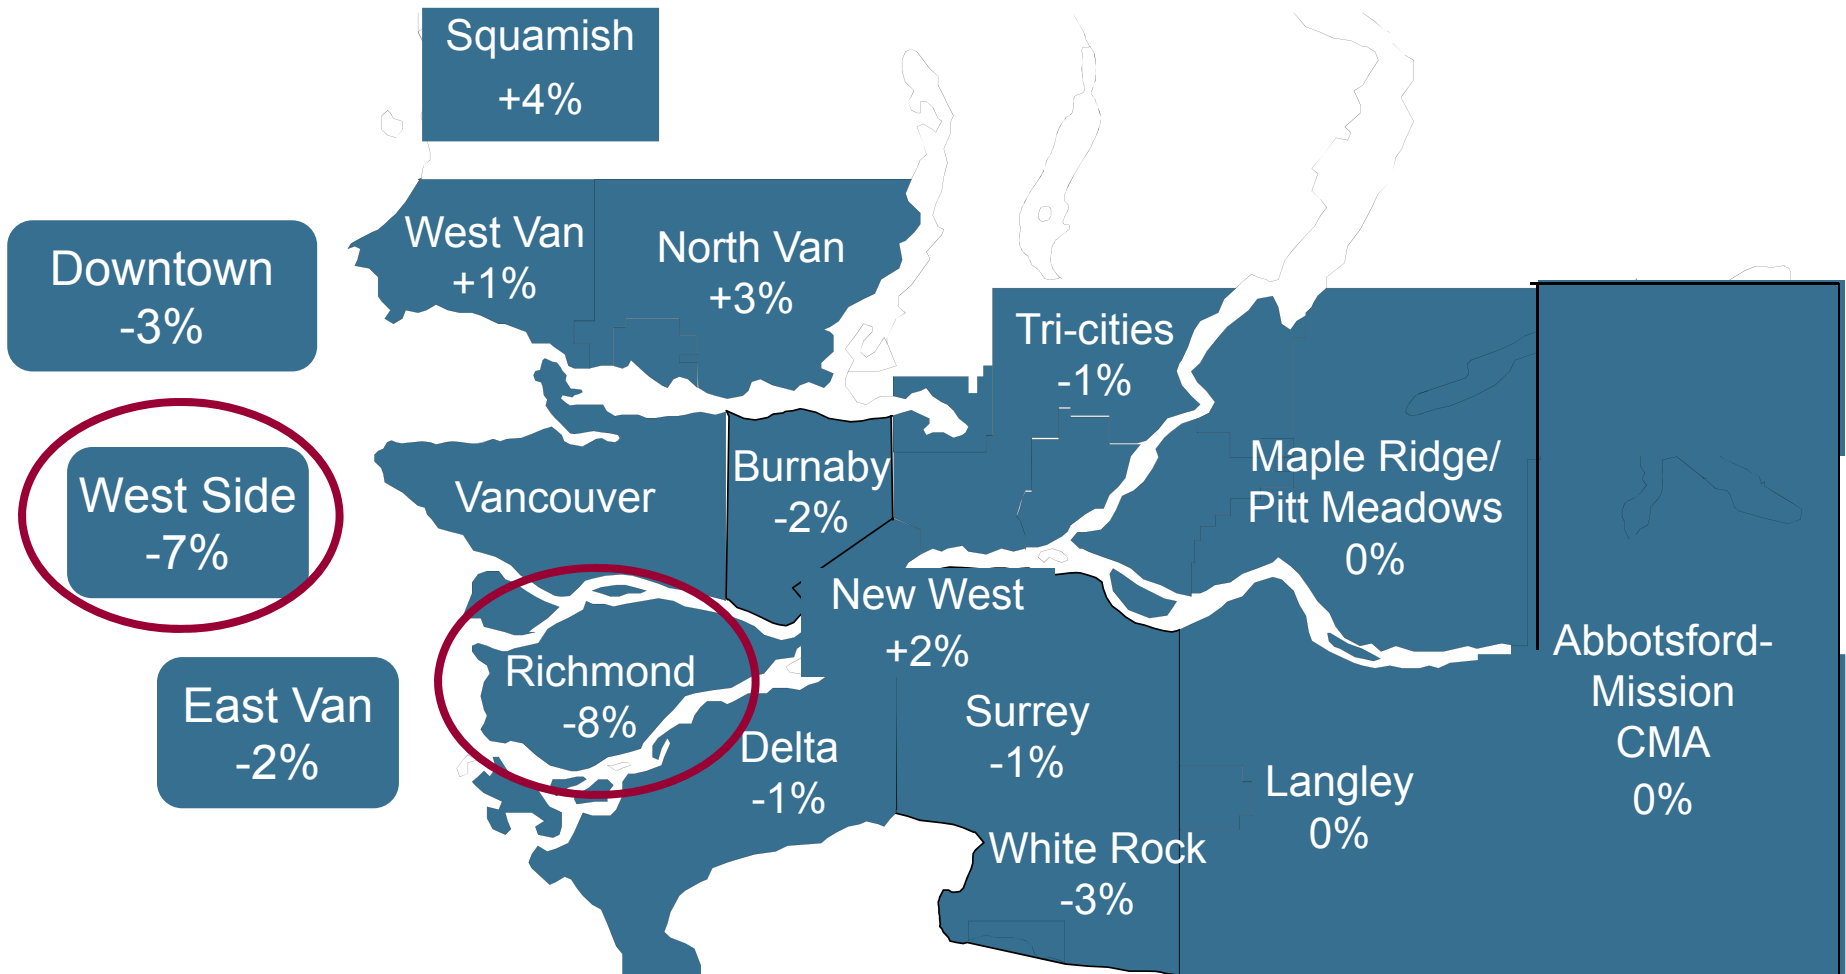 Squamish
+4%
West Van
+1%
North Van
+3%
Downtown
-3%
Tri-cities
-1%
West Side
-7%
Vancouver
Burnaby
-2%
Maple Ridge/
Pitt Meadows
0%
New West
+2%
East Van
-2%
Richmond
-8%
Delta
-1%
Surrey
-1%
White Rock
-3%
Langley
0%
Abbotsford-
Mission
CMA
0%